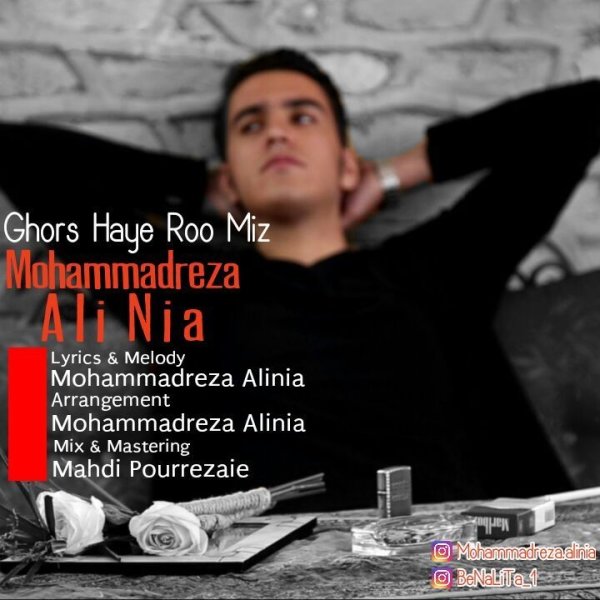 Ghors Haye Roo Miz
Mohammadreza
Ali Nia
Lyrics & Melody
Mohammadreza Alinia
Arrangement
Mohammadreza Alinia
Mix & Mastering
Mahdi Pourrezaie
Marlboro
Mohammadreza.alinia
BeNaLiTa_1